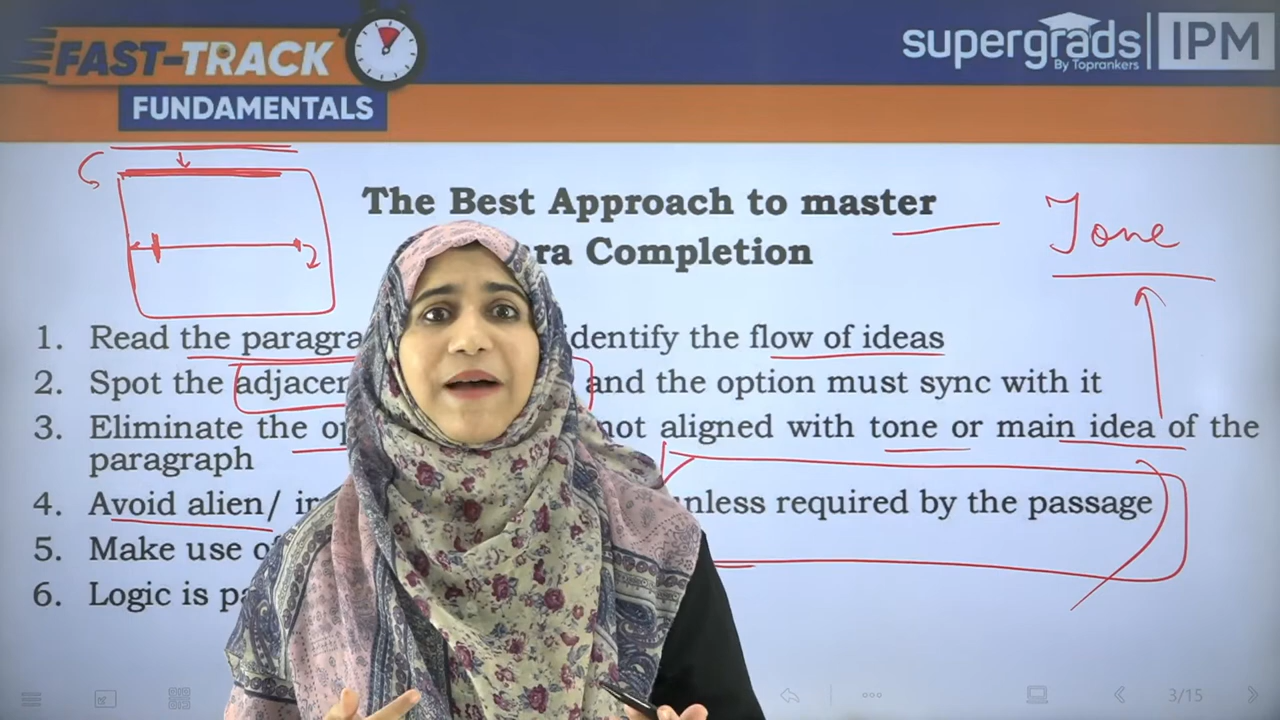 FAST-TRACK
FUNDAMENTALS
supergrads
By Toprankers
IPM
The Best Approach to master
ra Completion
Tone
1. Read the paragra identify the flow of ideas
2. Spot the adjacen and the option must sync with it
3. Eliminate the op not aligned with tone or main idea of the
paragraph
4. Avoid alien/ in unless required by the passage
5. Make use of
6. Logic is pa
3/15